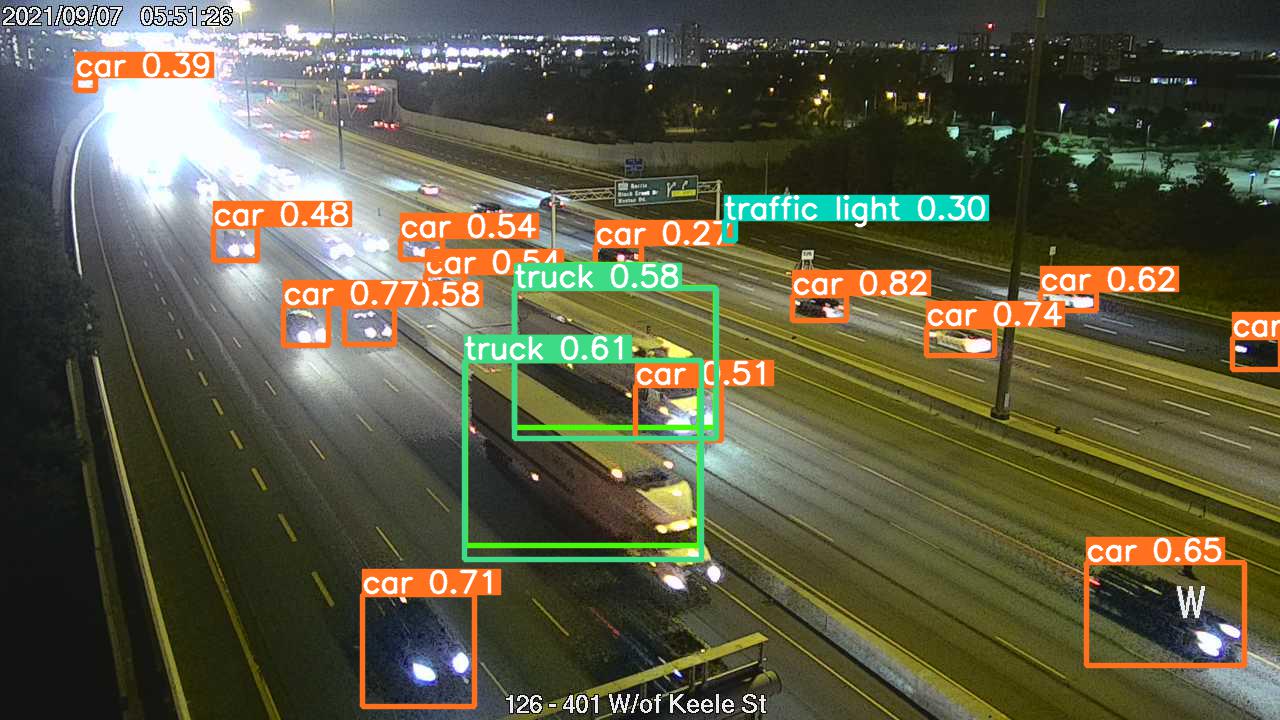 2021/09/07 05:51:26
car 0.39
traffic light 0.30
car 0.48
car 0.54
car 0.27
car 0.54
truck 0.58
car 0.82
car 0.62
car 0.77
0.58
car 0.74
car
truck 0.61
car 0.51
car 0.65
car 0.71
W
126 - 401 W/of Keele St